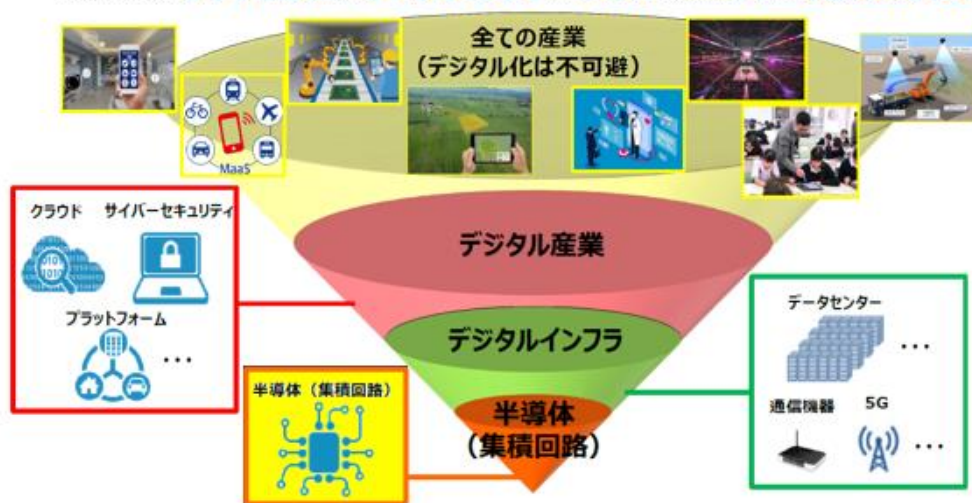 全ての産業
(デジタル化は不可避)
MaaS
クラウド サイバーセキュリティ
プラットフォーム
・・・
デジタル産業
デジタルインフラ
半導体
(集積回路)
半導体(集積回路)
データセンター
・・・
通信機器 5G
・・・